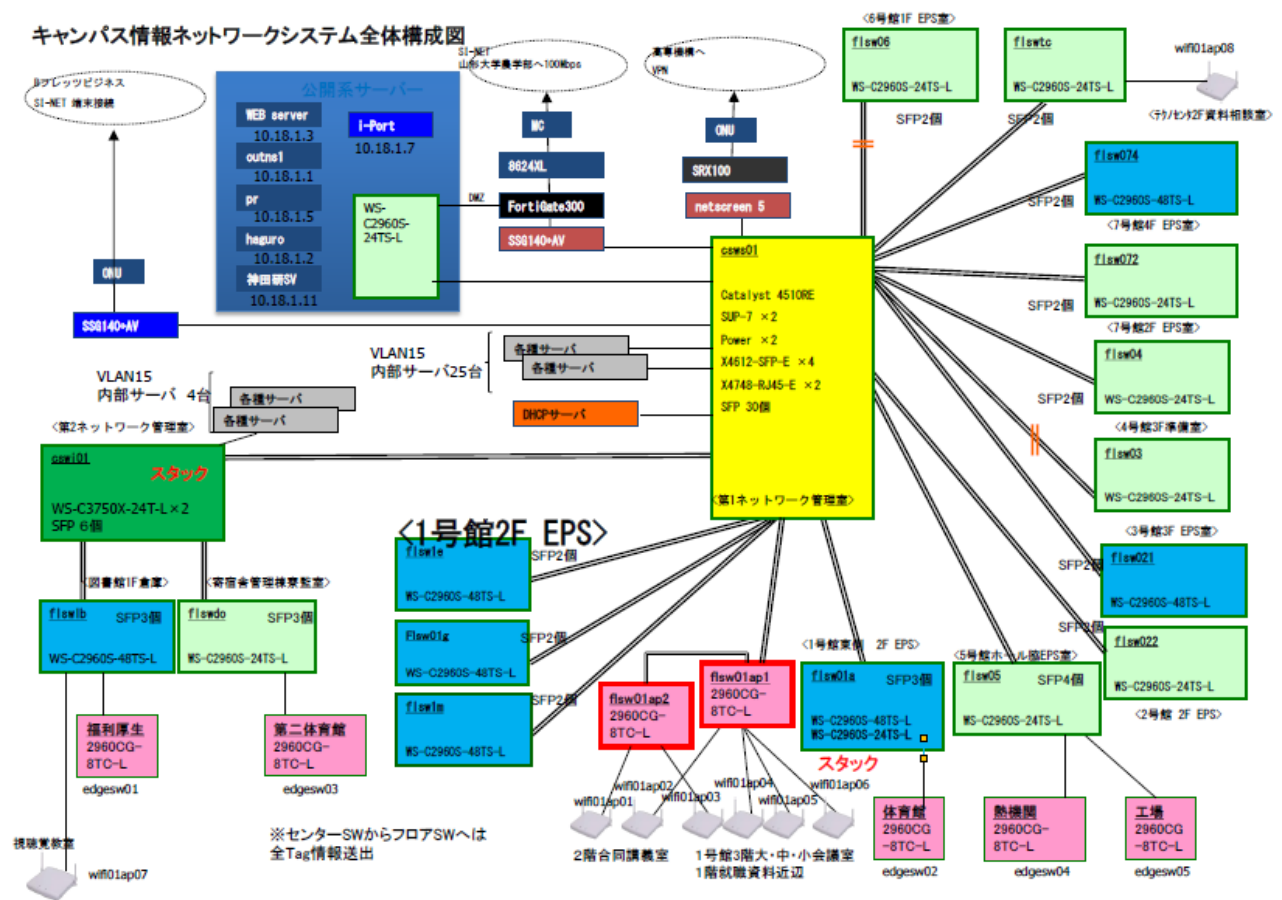 キャンパス情報ネットワークシステム全体構成図
Bフレッツビジネス
SI-NET 端末接続
SI-NET
山形大学農学部へ100Mbps
高専機構へ
VPN
公開系サーバー
WEB server
10.18.1.3
outns1
10.18.1.1
pr
10.18.1.5
haguro
10.18.1.2
神田研SV
10.18.1.11
i-Port
10.18.1.7
WS-
C2960S-
24TS-L
DMZ
MC
8624XL
FortiGate300
SSG140+AV
ONU
SRX100
netscreen 5
ONU
SSG140+AV
<6号館1F EPS室>
flsw06
WS-C2960S-24TS-L
SFP2個
flswtc
WS-C2960S-24TS-L
SFP2個
wifi01ap08
<テクノセンタ2F資料相談室>
flsw074
WS-C2960S-48TS-L
SFP2個
<7号館4F EPS室>
flsw072
WS-C2960S-24TS-L
SFP2個
<7号館2F EPS室>
flsw04
WS-C2960S-24TS-L
SFP2個
<4号館3F準備室>
flsw03
WS-C2960S-24TS-L
<3号館3F EPS室>
flsw021
WS-C2960S-48TS-L
SFP2個
flsw022
WS-C2960S-24TS-L
SFP2個
<2号館 2F EPS>
csws01
Catalyst 4510RE
SUP-7 ×2
Power ×2
X4612-SFP-E ×4
X4748-RJ45-E ×2
SFP 30個
<第1ネットワーク管理室>
VLAN15
内部サーバ25台
各種サーバ
各種サーバ
DHCPサーバ
VLAN15
内部サーバ 4台
各種サーバ
各種サーバ
<第2ネットワーク管理室>
cswi01
スタック
WS-C3750X-24T-L×2
SFP 6個
<図書館1F倉庫>
<寄宿舎管理棟寮監室>
flswlb
SFP3個
WS-C2960S-48TS-L
flswdo
SFP3個
WS-C2960S-24TS-L
福利厚生
2960CG-
8TC-L
edgesw01
第二体育館
2960CG-
8TC-L
edgesw03
視聴覚教室
wifi01ap07
※センターSWからフロアSWへは
全Tag情報送出
<1号館2F EPS>
flsw1e
WS-C2960S-48TS-L
SFP2個
Flsw01g
WS-C2960S-48TS-L
SFP2個
flsw1m
WS-C2960S-48TS-L
SFP2個
flsw01ap2
2960CG-
8TC-L
flsw01ap1
2960CG-
8TC-L
wifi01ap01
wifi01ap02
wifi01ap03
wifi01ap04
wifi01ap05
wifi01ap06
2階合同講義室
1号館3階大・中・小会議室
1階就職資料近辺
<1号館東側 2F EPS>
flsw01a
SFP3個
WS-C2960S-48TS-L
WS-C2960S-24TS-L
スタック
体育館
2960CG
-8TC-L
edgesw02
<5号館ホール脇EPS室>
flsw05
SFP4個
WS-C2960S-24TS-L
熱機関
2960CG-
8TC-L
edgesw04
工場
2960CG
-8TC-L
edgesw05